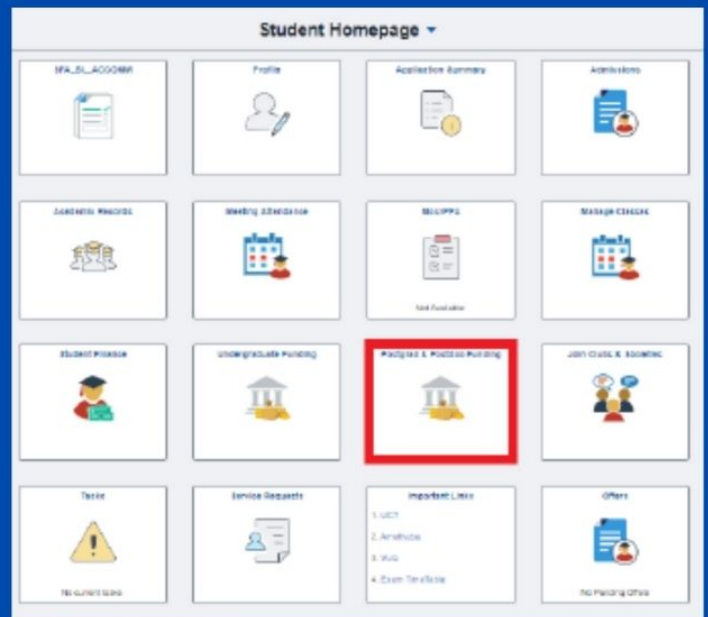 Student Homepage
Profile
Application Summary
Admissions
Academic Records
Meeting Attendance
Manage Classes
Not Available
Student Finance
Undergraduate Funding
Postgrad & Postdoc Funding
Join Clubs & Societies
Tasks
Service Requests
Important Links
Offers
1. UCT
2. Amathuba
3. Vula
4. Exam Timetable
No current tasks
No Pending Offers